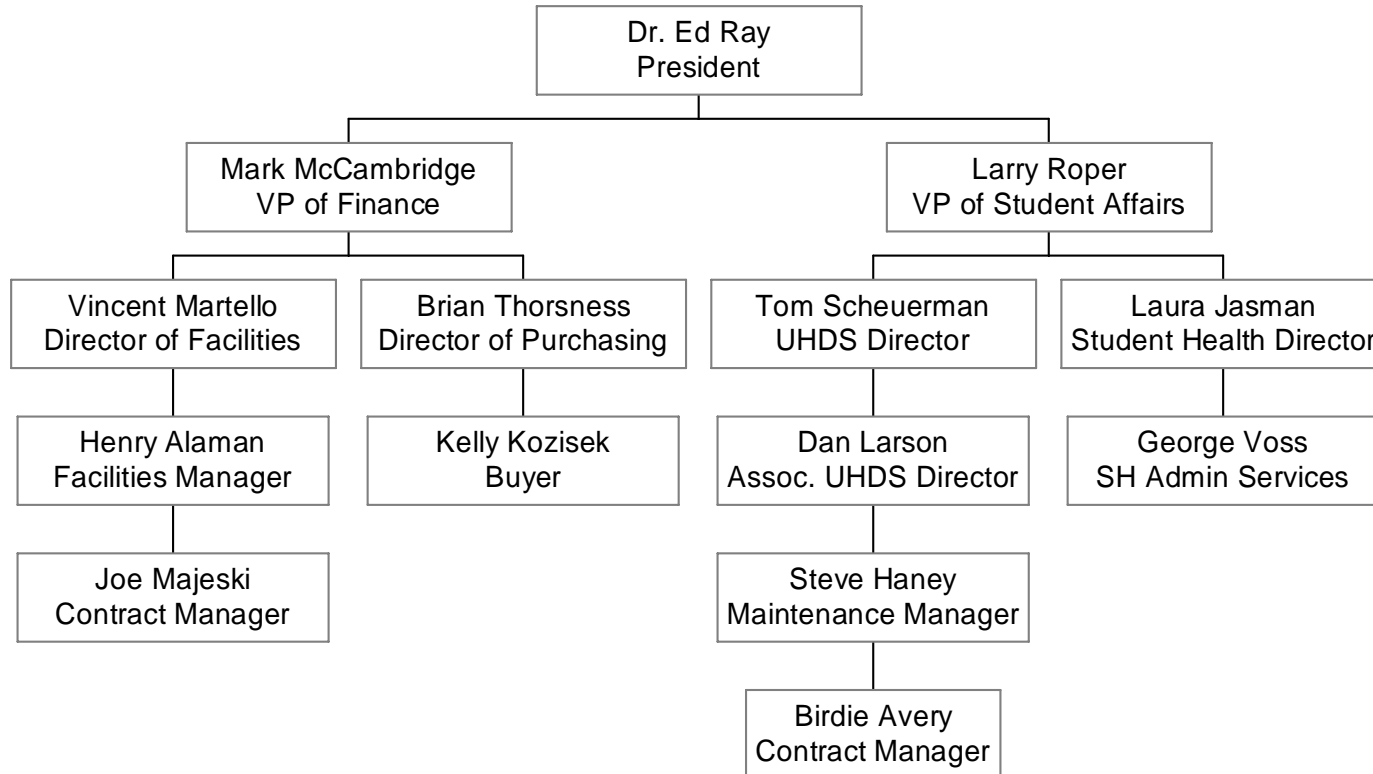 Dr. Ed Ray
President
Mark McCambridge
VP of Finance
Larry Roper
VP of Student Affairs
Vincent Martello
Director of Facilities
Brian Thorsness
Director of Purchasing
Tom Scheuerman
UHDS Director
Laura Jasman
Student Health Director
Henry Alaman
Facilities Manager
Kelly Kozisek
Buyer
Dan Larson
Assoc. UHDS Director
George Voss
SH Admin Services
Joe Majeski
Contract Manager
Steve Haney
Maintenance Manager
Birdie Avery
Contract Manager